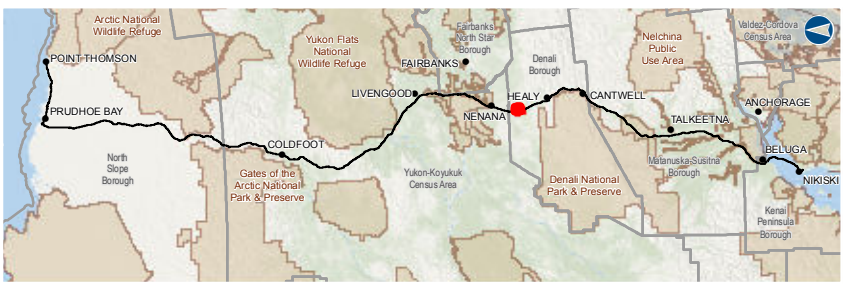 Arctic National
Wildlife Refuge
POINT THOMSON
PRUDHOE BAY
North
Slope
Borough
COLDFOOT
Gates of the
Arctic National
Park & Preserve
Yukon Flats
National
Wildlife Refuge
LIVENGOOD
FAIRBANKS
Fairbanks
North Star
Borough
NENANA
Yukon-Koyukuk
Census Area
Denali
Borough
HEALY
CANTWELL
Denali National
Park & Preserve
Nelchina
Public
Use Area
TALKEETNA
Matanuska-Susitna
Borough
Valdez-Cordova
Census Area
ANCHORAGE
BELUGA
NIKISKI
Kenai
Peninsula
Borough